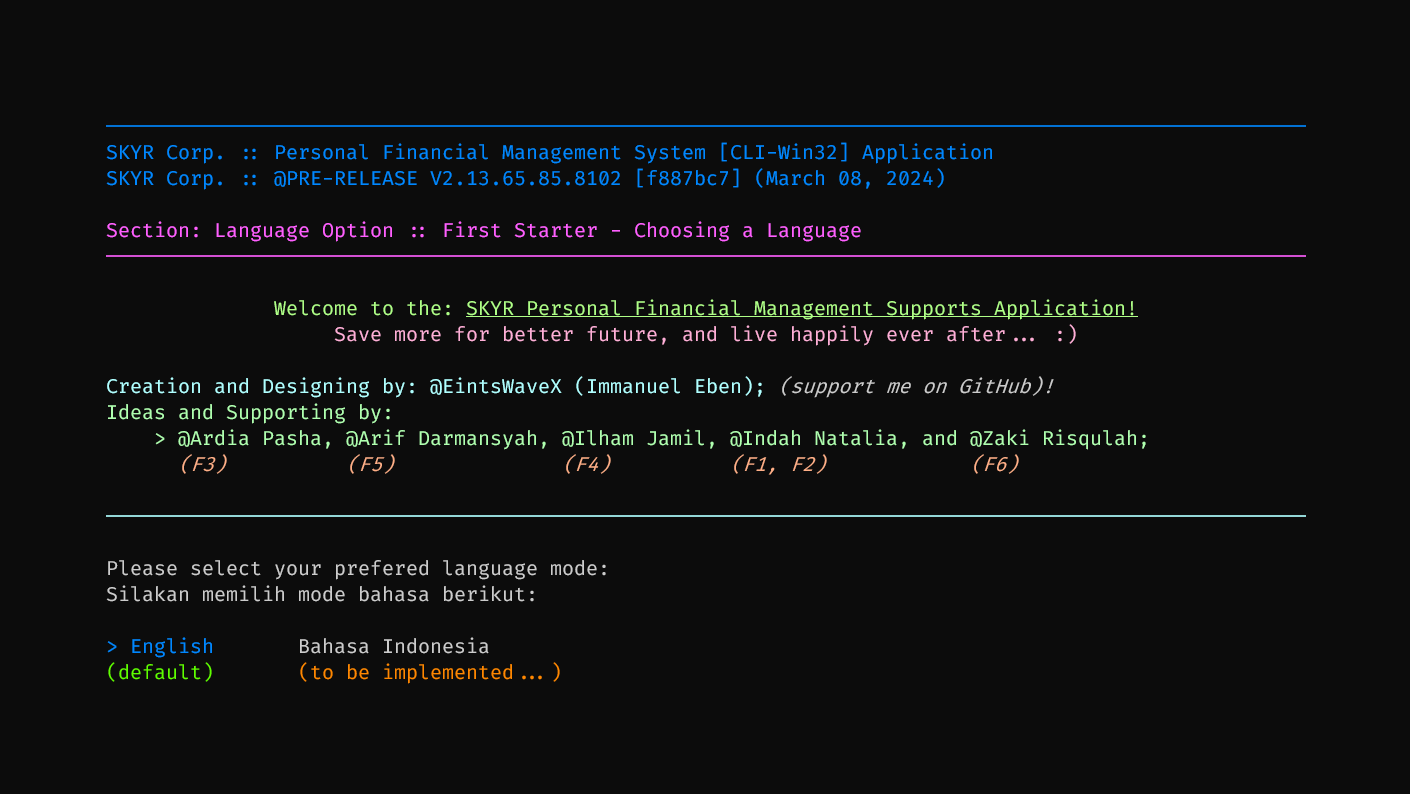 SKYR Corp. :: Personal Financial Management System [CLI-Win32] Application
SKYR Corp. :: @PRE-RELEASE V2.13.65.85.8102 [f887bc7] (March 08, 2024)
Section: Language Option :: First Starter - Choosing a Language
Welcome to the: SKYR Personal Financial Management Supports Application!
Save more for better future, and live happily ever after... :)
Creation and Designing by: @EintsWaveX (Immanuel Eben); (support me on GitHub)!
Ideas and Supporting by:
> @Ardia Pasha, @Arif Darmansyah, @Ilham Jamil, @Indah Natalia, and @Zaki Risqulah;
(F3) (F5) (F4) (F1, F2) (F6)
Please select your prefered language mode:
Silakan memilih mode bahasa berikut:
> English Bahasa Indonesia
(default) (to be implemented...)